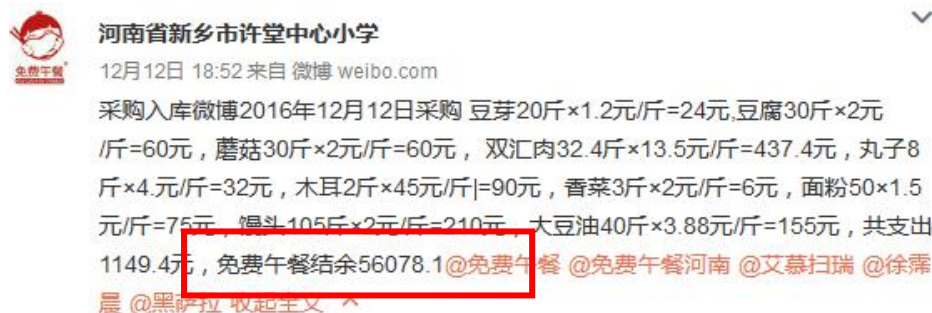 河南省新乡市许堂中心小学
免费午餐
12月12日 18:52 来自 微博 weibo.com
采购入库微博2016年12月12日采购 豆芽20斤×1.2元/斤=24元,豆腐30斤×2元
/斤=60元，蘑菇30斤×2元/斤=60元， 双汇肉32.4斤×13.5元/斤=437.4元，丸子8
斤×4.元/斤=32元，木耳2斤×45元/斤|=90元，香菜3斤×2元/斤=6元，面粉50×1.5
元/斤=75元，馒头105斤×2元/斤=210元，大豆油40斤×3.88元/斤=155元，共支出
1149.4元，免费午餐结余56078.1@免费午餐 @免费午餐河南 @艾慕扫瑞 @徐霈
晨 @黑萨拉 收起全文